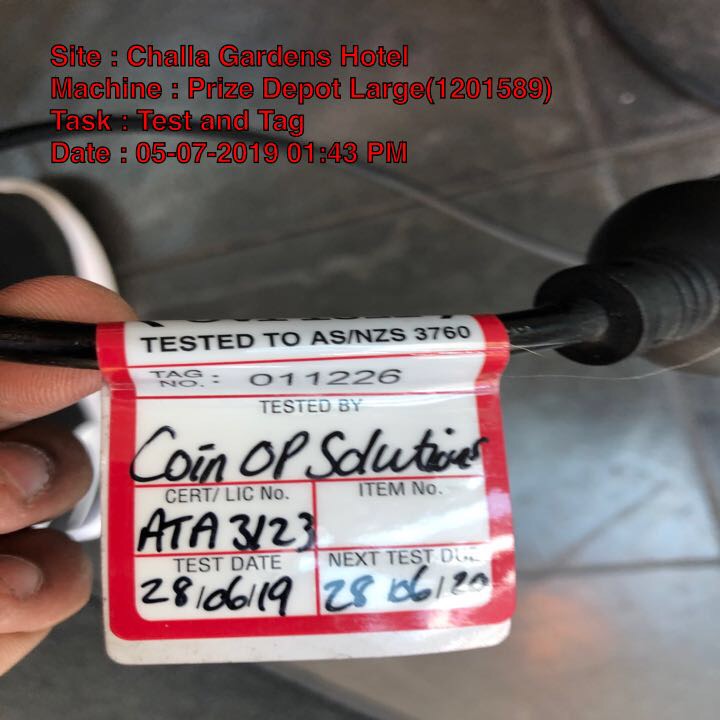 Site : Challa Gardens Hotel
Machine : Prize Depot Large(1201589)
Task : Test and Tag
Date : 05-07-2019 01:43 PM
TESTED TO AS/NZS 3760
TAG NO. : 011226
TESTED BY
Coin OP Solutions
CERT/ LIC No. ITEM No.
ATA 3123
TEST DATE NEXT TEST DUE
28/06/19 28/06/20